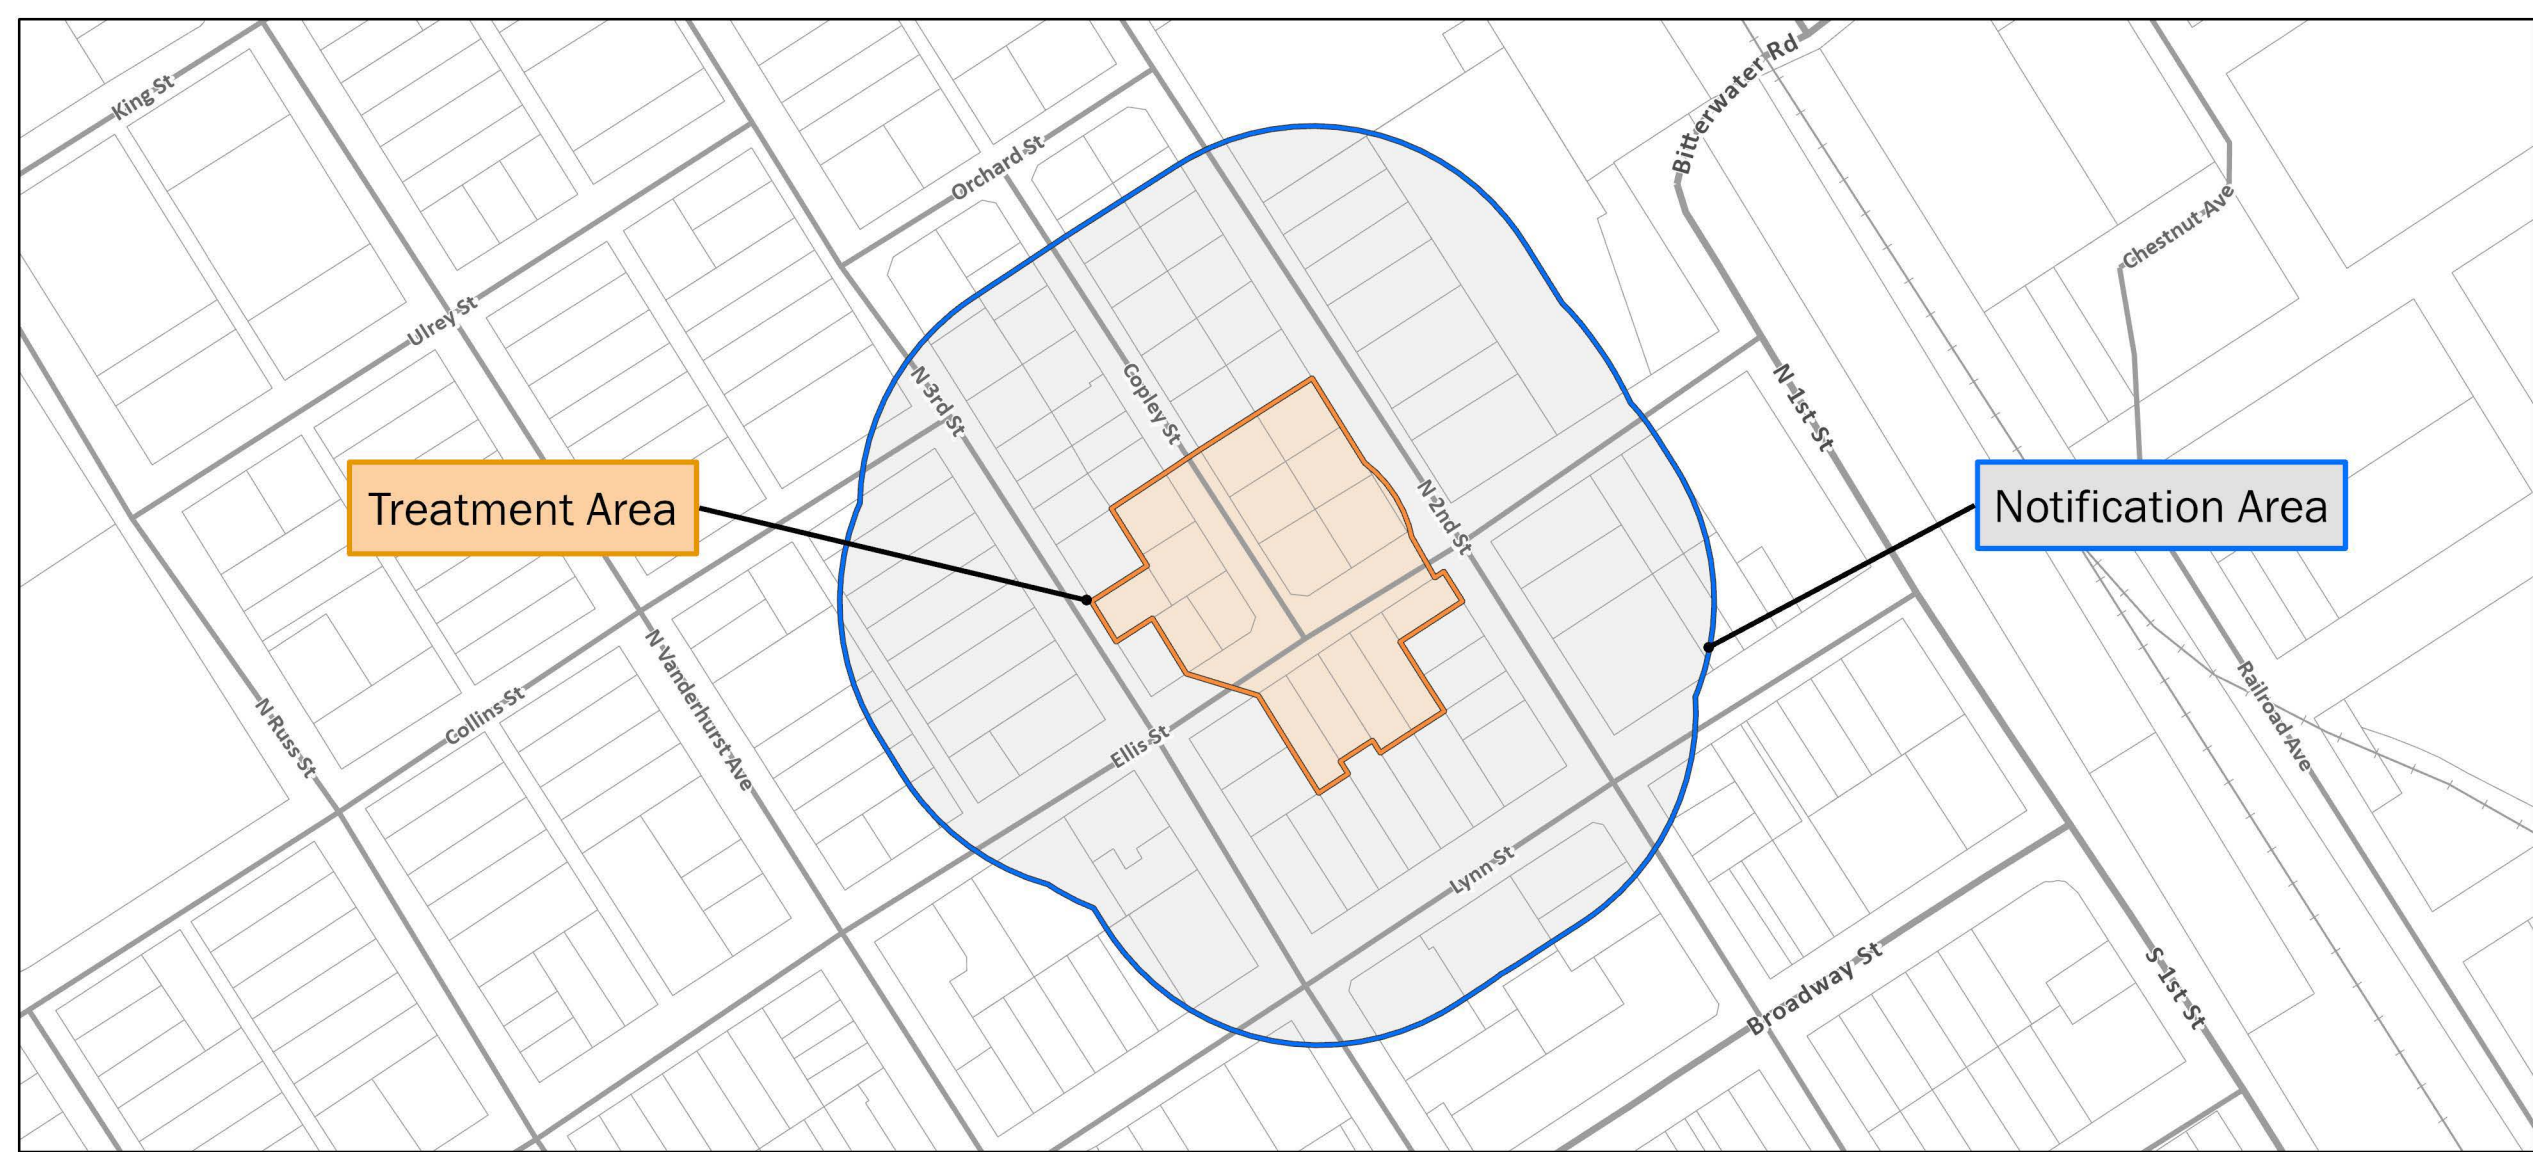 King St
Bitterwater Rd
Orchard St
Chestnut Ave
Ulrey St
N 3rd St
Copley St
N 1st St
Treatment Area
N 2nd St
Notification Area
N Russ St
Collins St
N Vanderhurst Ave
Ellis St
Railroad Ave
Lynn St
Broadway St
S 1st St